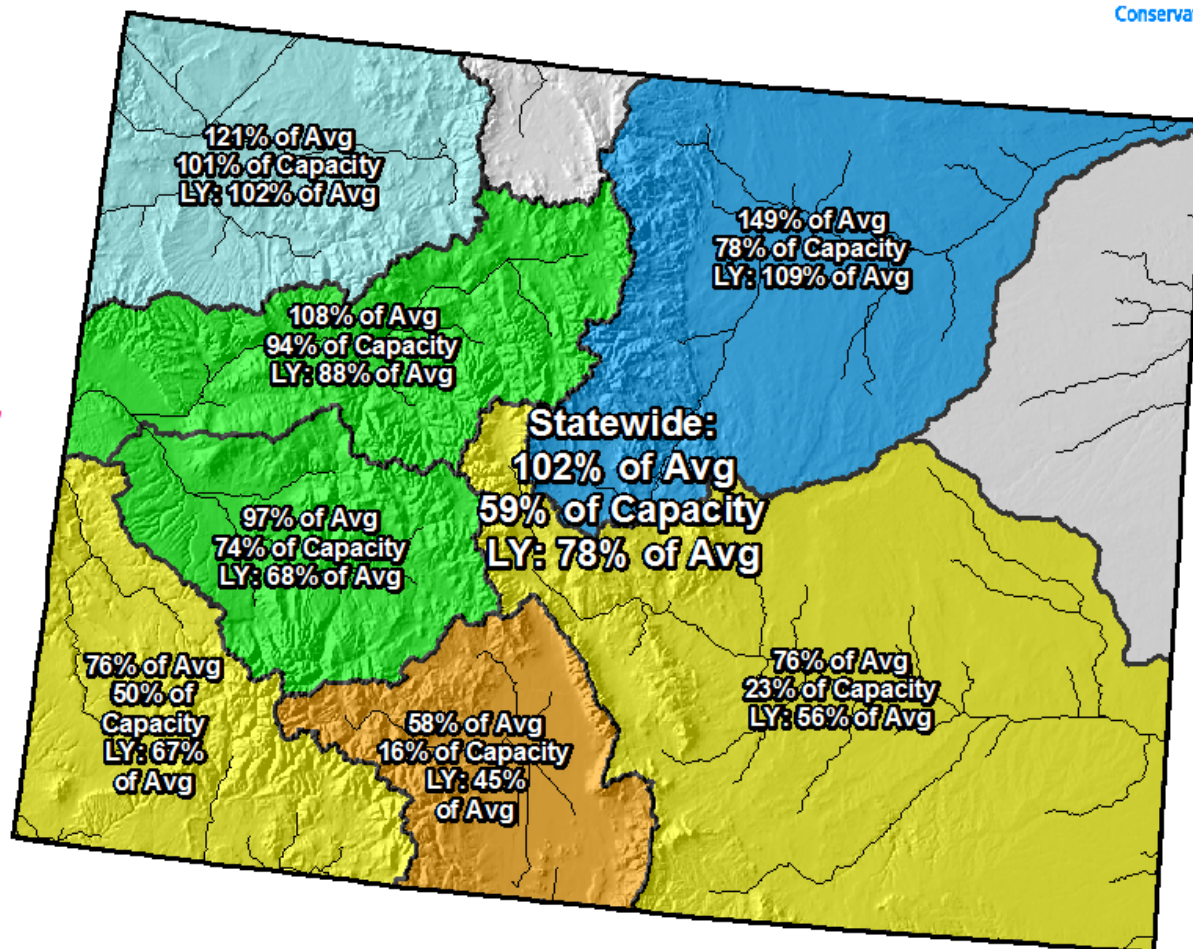 Conserva
121% of Avg
101% of Capacity
LY: 102% of Avg
149% of Avg
78% of Capacity
LY: 109% of Avg
108% of Avg
94% of Capacity
LY: 88% of Avg
Statewide:
102% of Avg
59% of Capacity
LY: 78% of Avg
97% of Avg
74% of Capacity
LY: 68% of Avg
76% of Avg
50% of
Capacity
LY: 67%
of Avg
58% of Avg
16% of Capacity
LY: 45%
of Avg
76% of Avg
23% of Capacity
LY: 56% of Avg